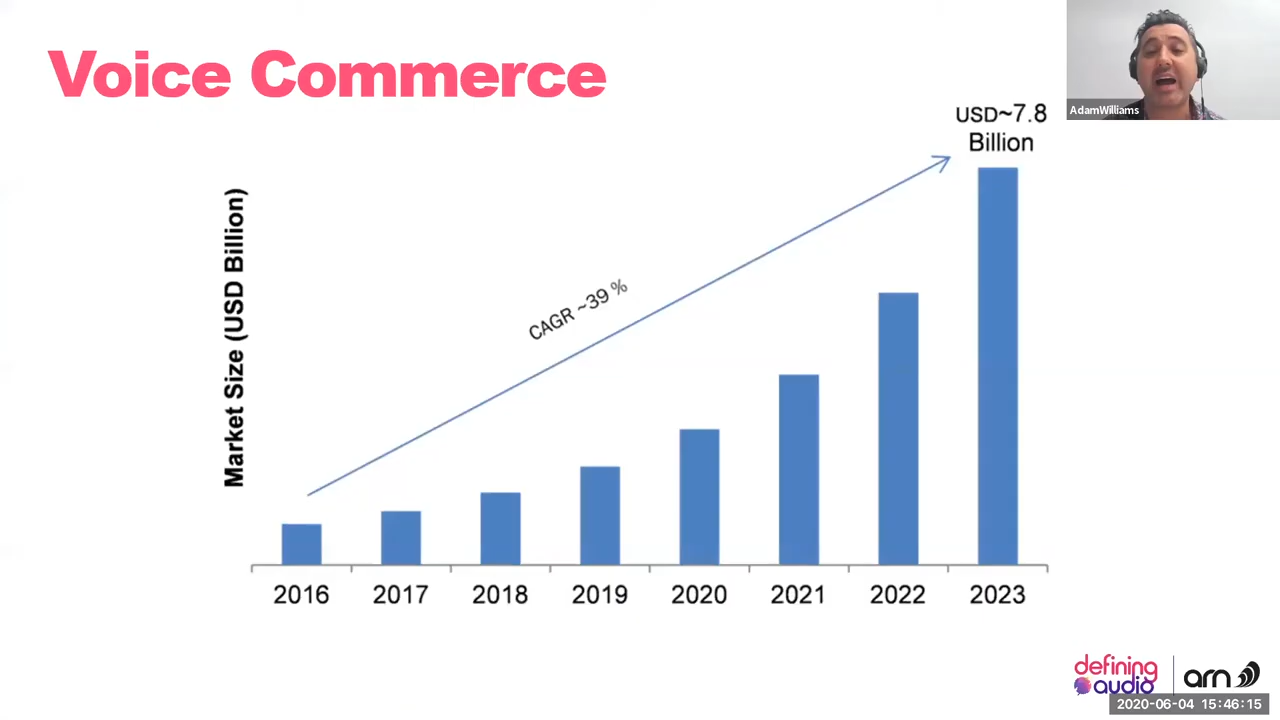 Voice Commerce
AdamWilliams
USD~7.8
Billion
Market Size (USD Billion)
CAGR ~39 %
2016 2017 2018 2019 2020 2021 2022 2023
defining
audio
arn
2020-06-04 15:46:15